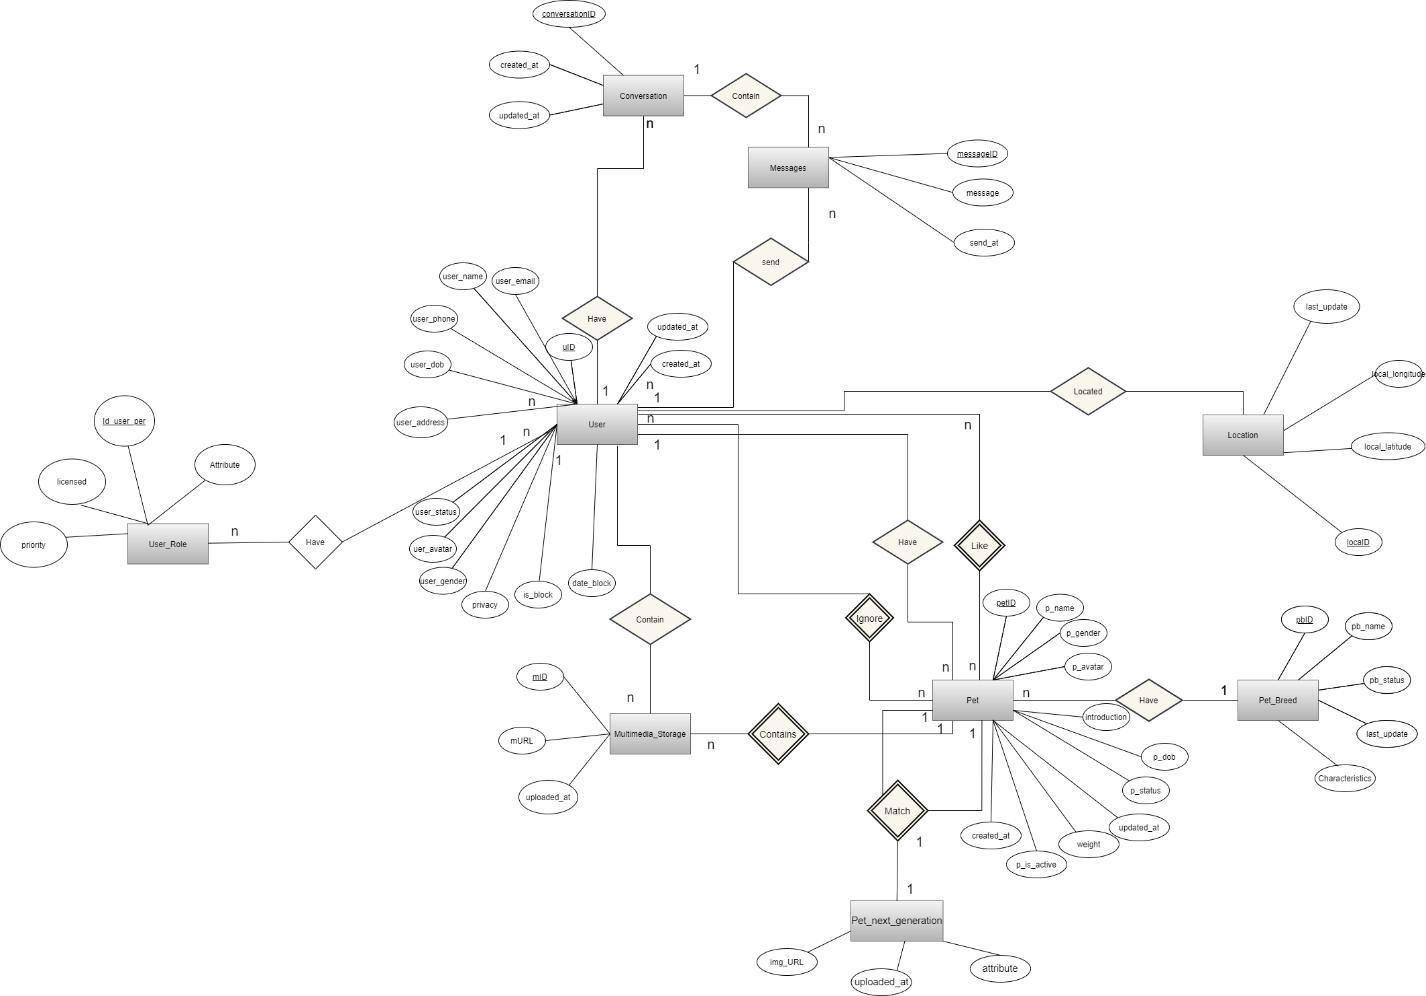 conversationID
created_at
1
Conversation
Contain
updated_at
n
n
messageID
Messages
message
n
send_at
send
user_name
user_email
last_update
user_phone
Have
updated_at
uID
user_dob
created_at
local_longitude
n
1
1
Located
n
user_address
Id_user_per
n
User
n
Location
n
1
1
local_latitude
1
Attribute
licensed
user_status
n
priority
User_Role
Have
uer_avatar
Have
Like
localD
user_gender
date_block
privacy
is_block
petID
p_name
Contain
Ignore
pbID
pb_name
p_gender
n
n
p_avatar
mID
pb_status
n
n
Pet
n
Have
1
Pet_Breed
1
introduction
1
1
mURL
Multimedia_Storage
n
Contains
last_update
p_dob
Characteristics
p_status
uploaded_at
Match
updated_at
created_at
1
weight
p_is_active
1
Pet_next_generation
img_URL
uploaded_at
attribute